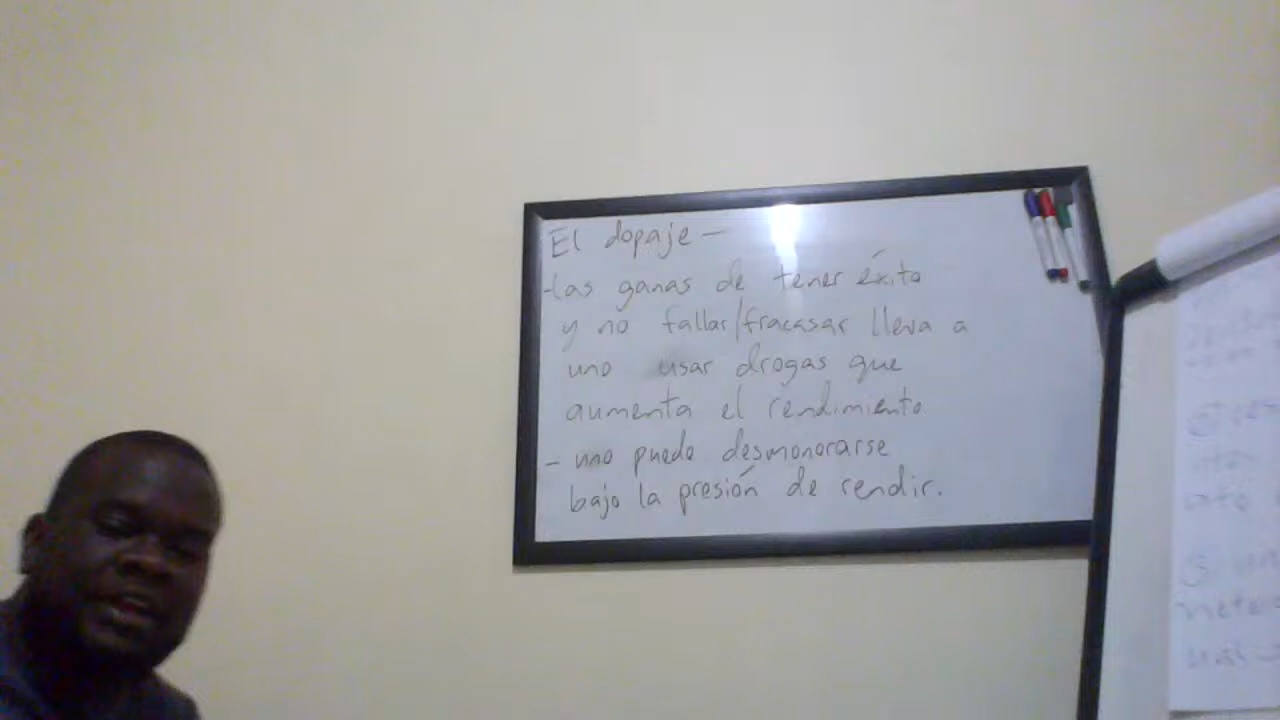 El dopaje -
-las ganas de tener éxito
y no fallar/fracasar lleva a
uno usar drogas que
aumenta el rendimiento
- uno puede desmonorarse
bajo la presión de rendir.